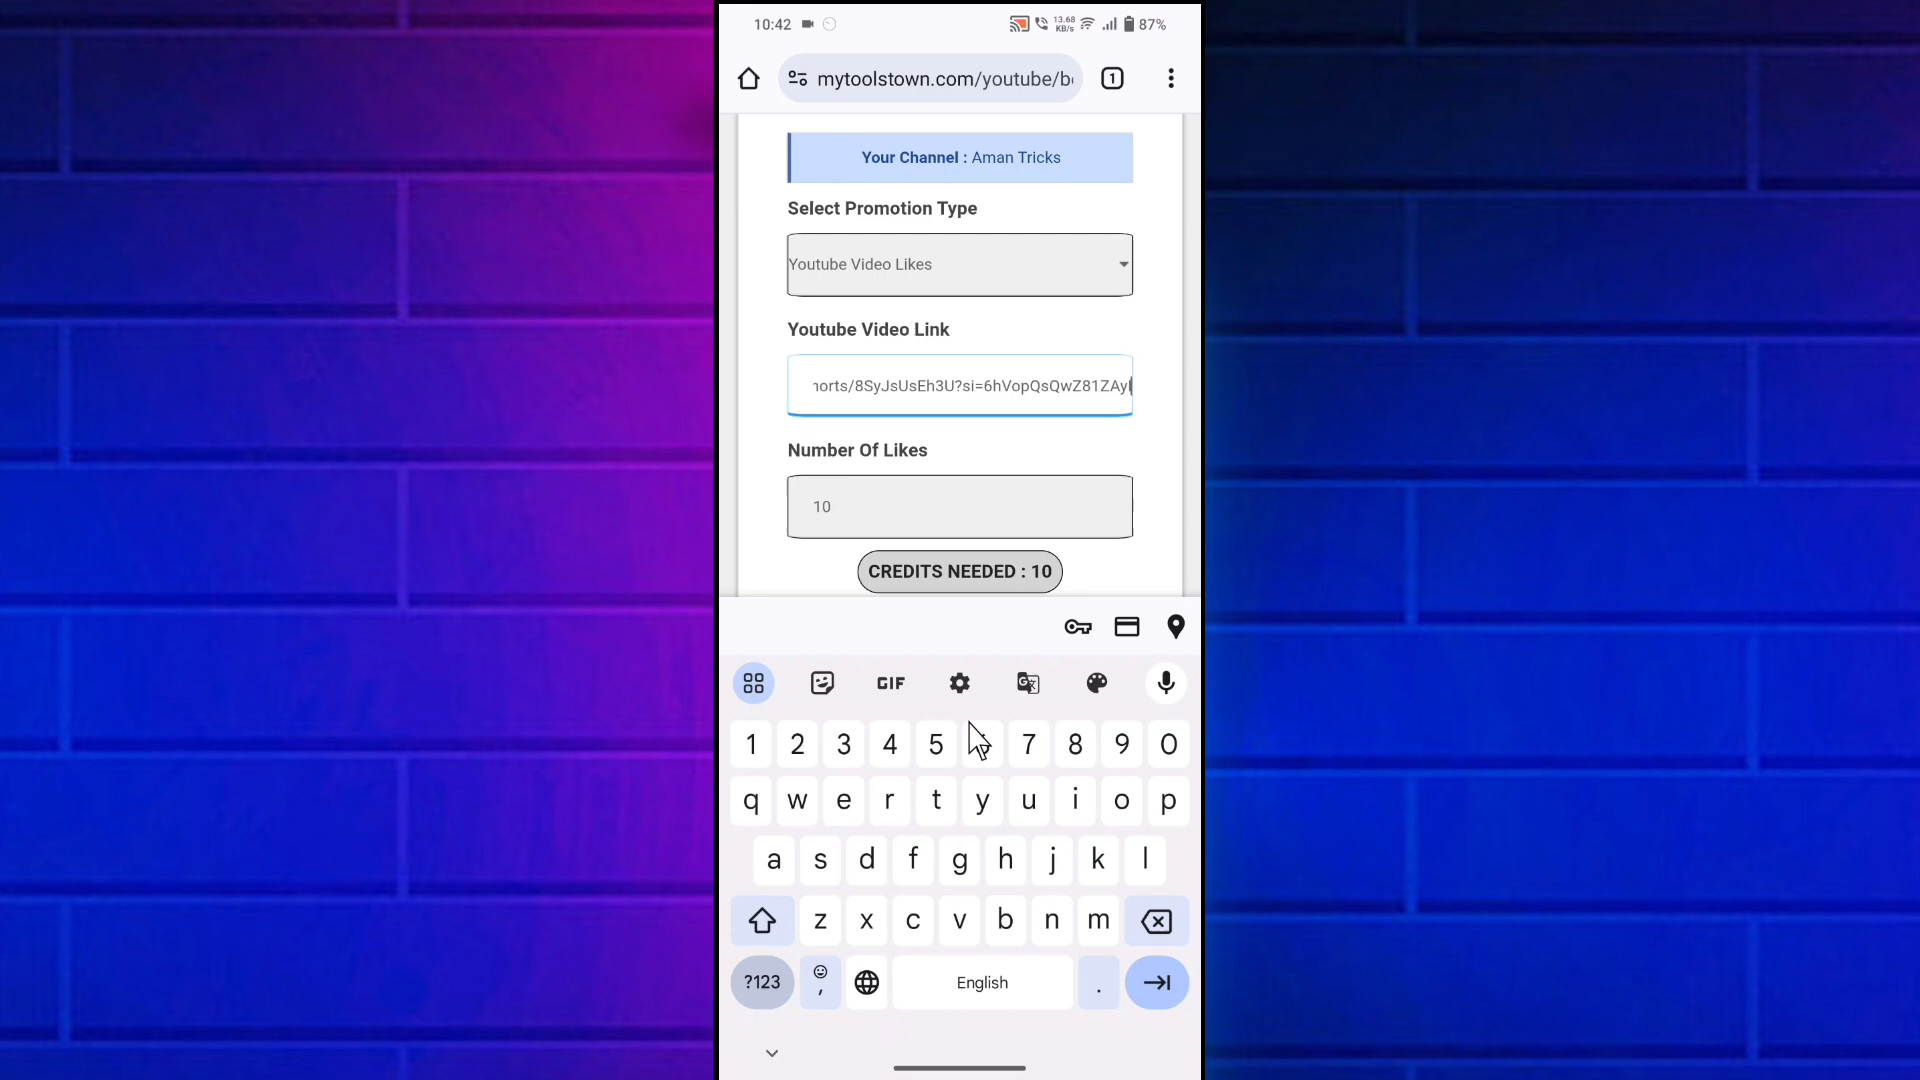 10:42 13.68 KB/s 87%
mytoolstown.com/youtube/b
1
Your Channel : Aman Tricks
Select Promotion Type
Youtube Video Likes
Youtube Video Link
horts/8SyJsUsEh3U?si=6hVopQsQwZ81ZAy
Number Of Likes
10
CREDITS NEEDED : 10
GIF
1 2 3 4 5 7 8 9 0
q w e r t y u i o p
a s d f g h j k l
z x c v b n m
?123 , English .